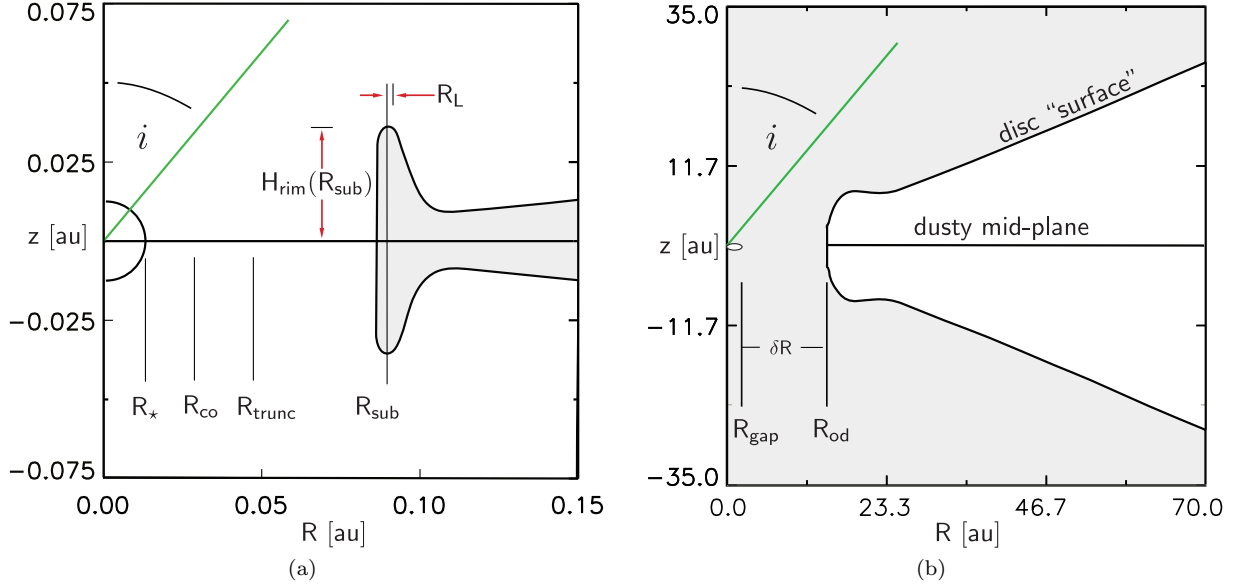 0.075
0.025
z [au]
−0.025
−0.075
0.00
0.05
0.10
0.15
R [au]
i
R_L
H_rim(R_sub)
R_⋆
R_co
R_trunc
R_sub
(a)
35.0
11.7
z [au]
−11.7
−35.0
0.0
23.3
46.7
70.0
R [au]
i
disc “surface”
dusty mid-plane
δR
R_gap
R_od
(b)